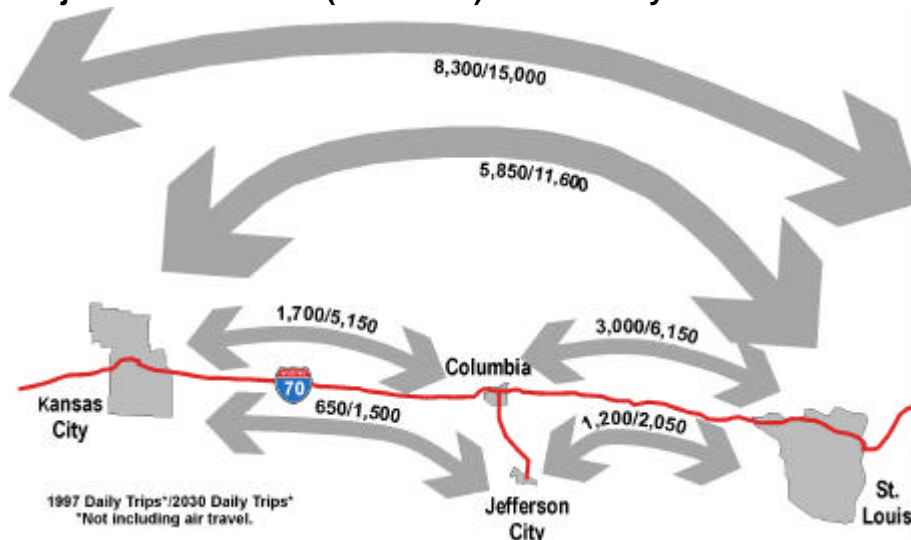 8,300/15,000
5,850/11,600
1,700/5,150
3,000/6,150
Columbia
70
Kansas
City
650/1,500
1,200/2,050
Jefferson
City
St.
Louis
1997 Daily Trips*/2030 Daily Trips*
*Not including air travel.